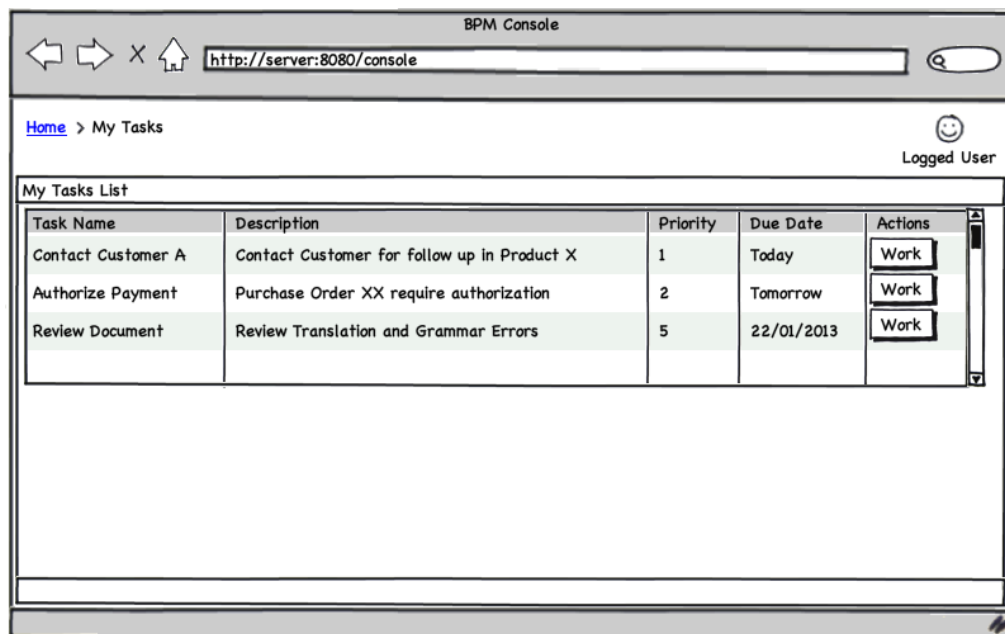 BPM Console
X
http://server:8080/console
Home > My Tasks
Logged User
My Tasks List
Task Name Description Priority Due Date Actions
Contact Customer A Contact Customer for follow up in Product X 1 Today Work
Authorize Payment Purchase Order XX require authorization 2 Tomorrow Work
Review Document Review Translation and Grammar Errors 5 22/01/2013 Work